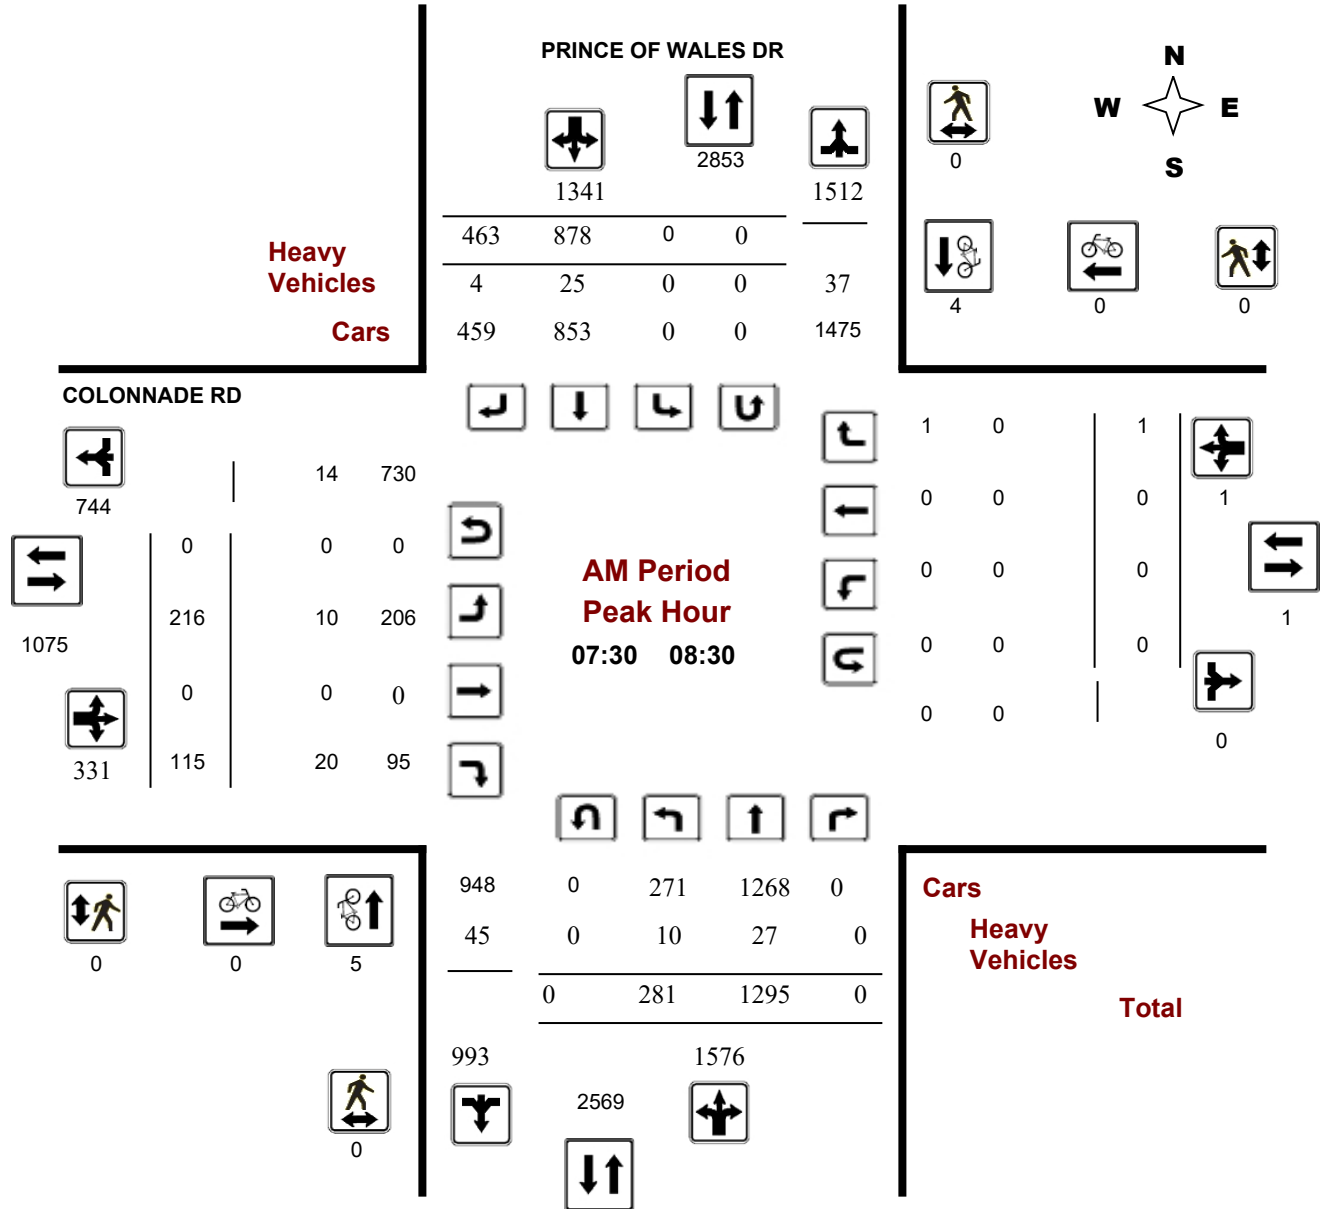 PRINCE OF WALES DR
N
W E
S
2853
0
1341 1512
463 878 0 0
Heavy
Vehicles 4 25 0 0 37
4 0 0
Cars 459 853 0 0 1475
COLONNADE RD
1 0 1
14 730
744
0 0 0 1
0 0 0
AM Period
0 0 0
Peak Hour
216 10 206
1
1075
07:30 08:30
0 0 0
0 0 0
0 0
0
331 115 20 95
948 0 271 1268 0 Cars
45 0 10 27 0 Heavy
Vehicles
0 0 5
0 281 1295 0 Total
993 1576
2569
0